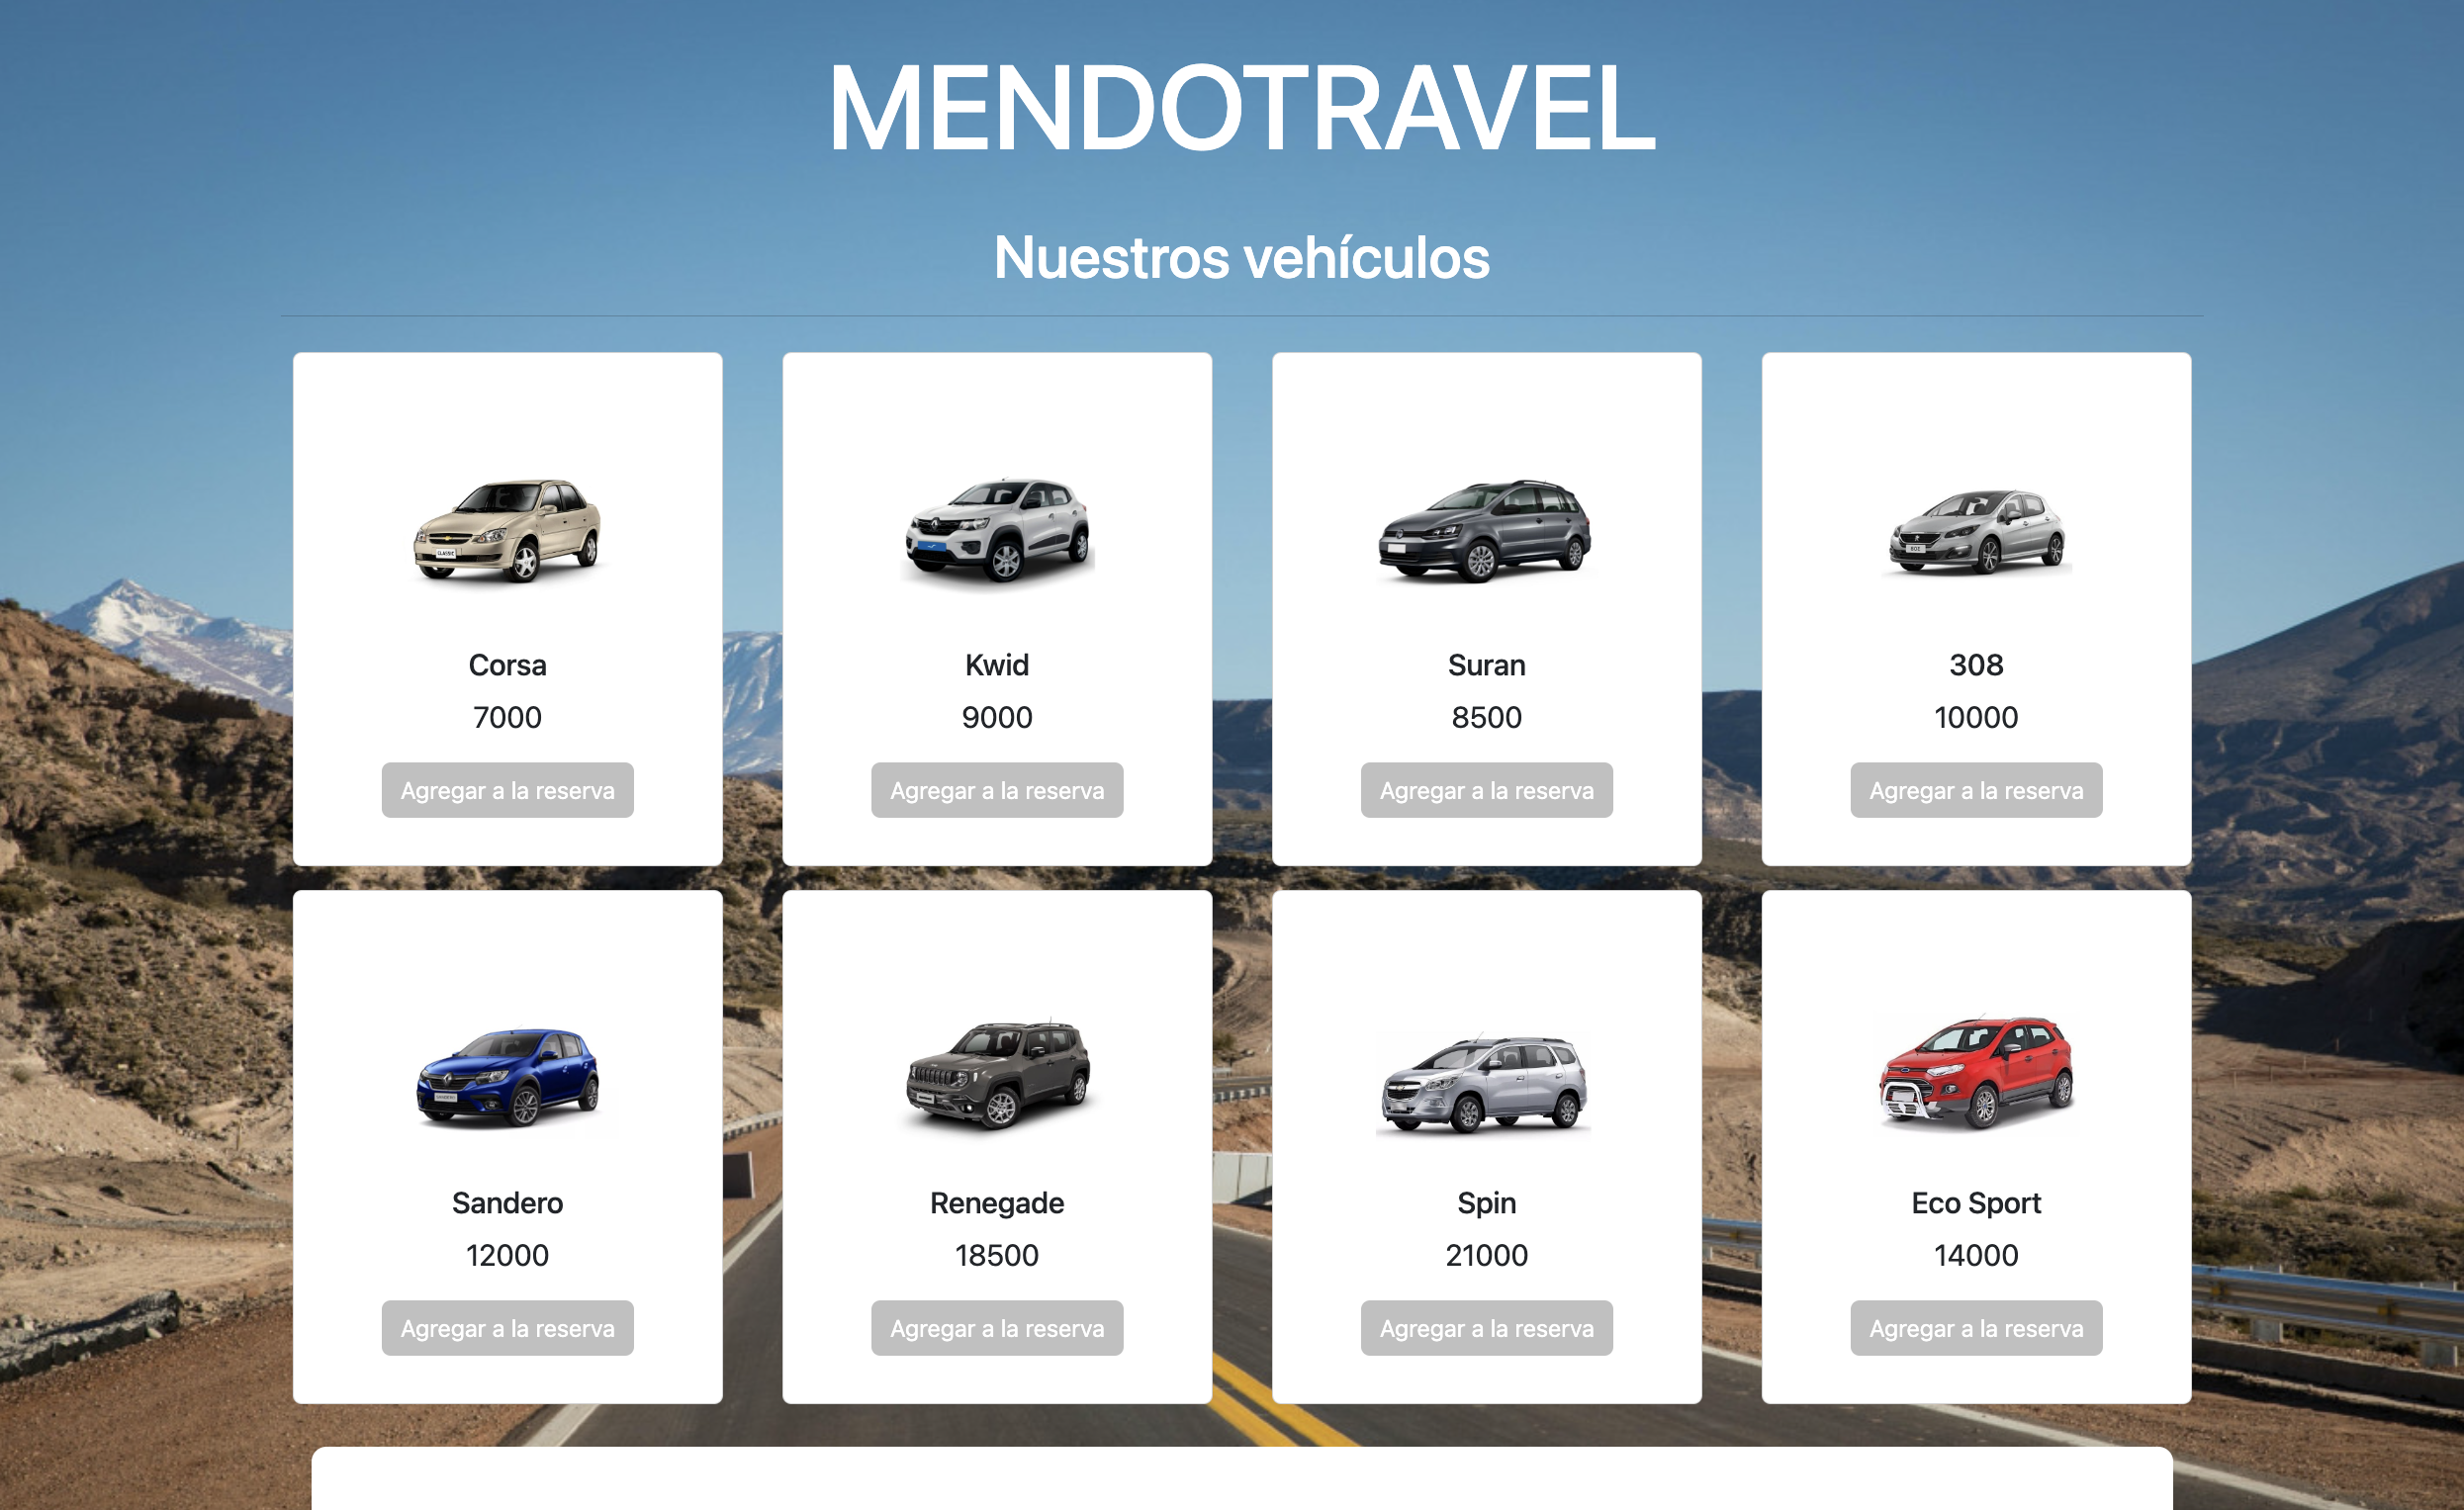 MENDOTRAVEL
Nuestros vehículos
Corsa
7000
Agregar a la reserva
Kwid
9000
Agregar a la reserva
Suran
8500
Agregar a la reserva
308
10000
Agregar a la reserva
Sandero
12000
Agregar a la reserva
Renegade
18500
Agregar a la reserva
Spin
21000
Agregar a la reserva
Eco Sport
14000
Agregar a la reserva